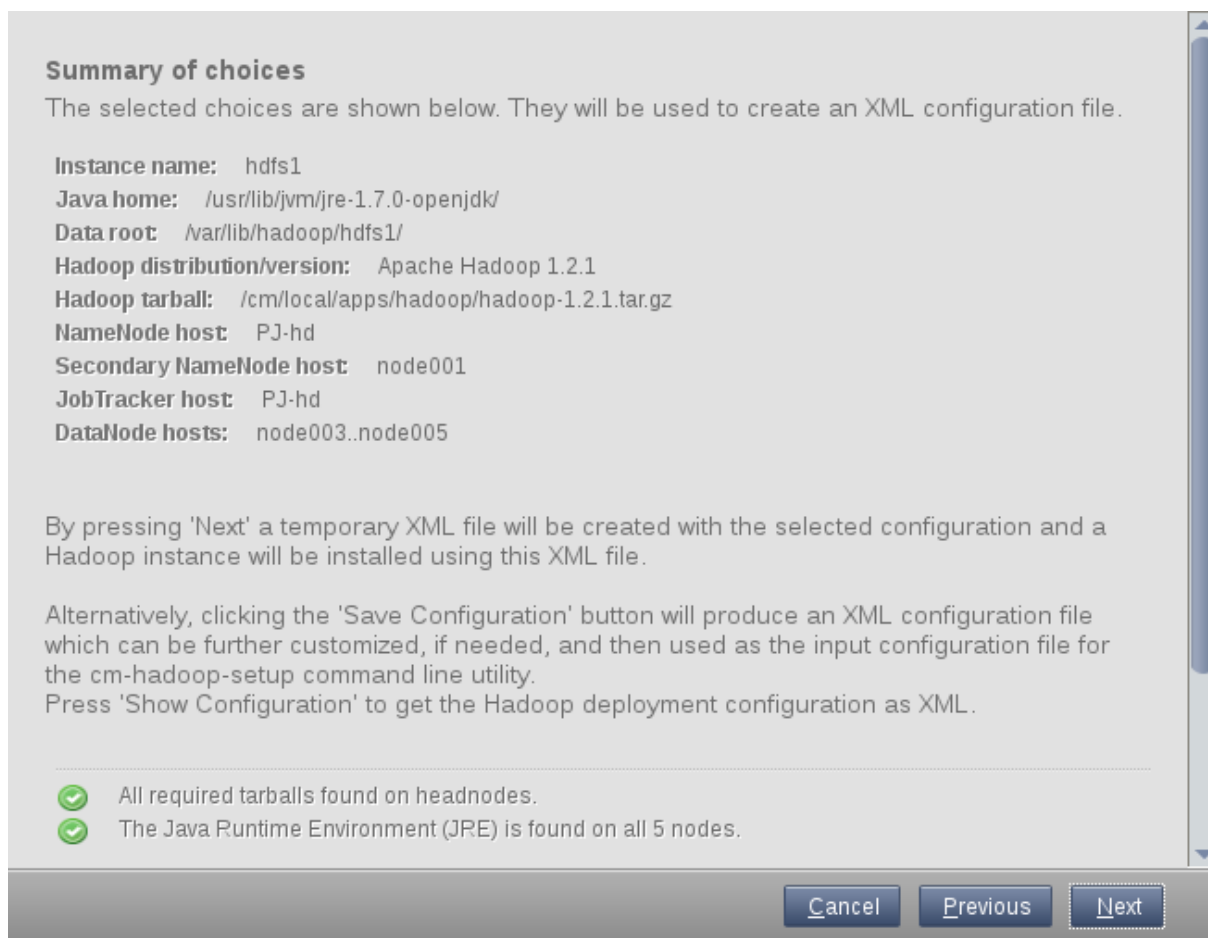 Summary of choices
The selected choices are shown below. They will be used to create an XML configuration file.
Instance name: hdfs1
Java home: /usr/lib/jvm/jre-1.7.0-openjdk/
Data root: /var/lib/hadoop/hdfs1/
Hadoop distribution/version: Apache Hadoop 1.2.1
Hadoop tarball: /cm/local/apps/hadoop/hadoop-1.2.1.tar.gz
NameNode host: PJ-hd
Secondary NameNode host: node001
JobTracker host: PJ-hd
DataNode hosts: node003..node005
By pressing 'Next' a temporary XML file will be created with the selected configuration and a
Hadoop instance will be installed using this XML file.
Alternatively, clicking the 'Save Configuration' button will produce an XML configuration file
which can be further customized, if needed, and then used as the input configuration file for
the cm-hadoop-setup command line utility.
Press 'Show Configuration' to get the Hadoop deployment configuration as XML.
All required tarballs found on headnodes.
The Java Runtime Environment (JRE) is found on all 5 nodes.
Cancel Previous Next